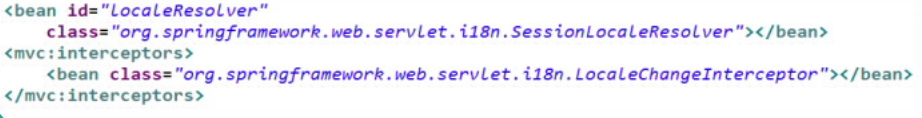 <bean id="localeResolver"
class="org.springframework.web.servlet.i18n.SessionLocaleResolver"></bean>
<mvc:interceptors>
<bean class="org.springframework.web.servlet.i18n.LocaleChangeInterceptor"></bean>
</mvc:interceptors>